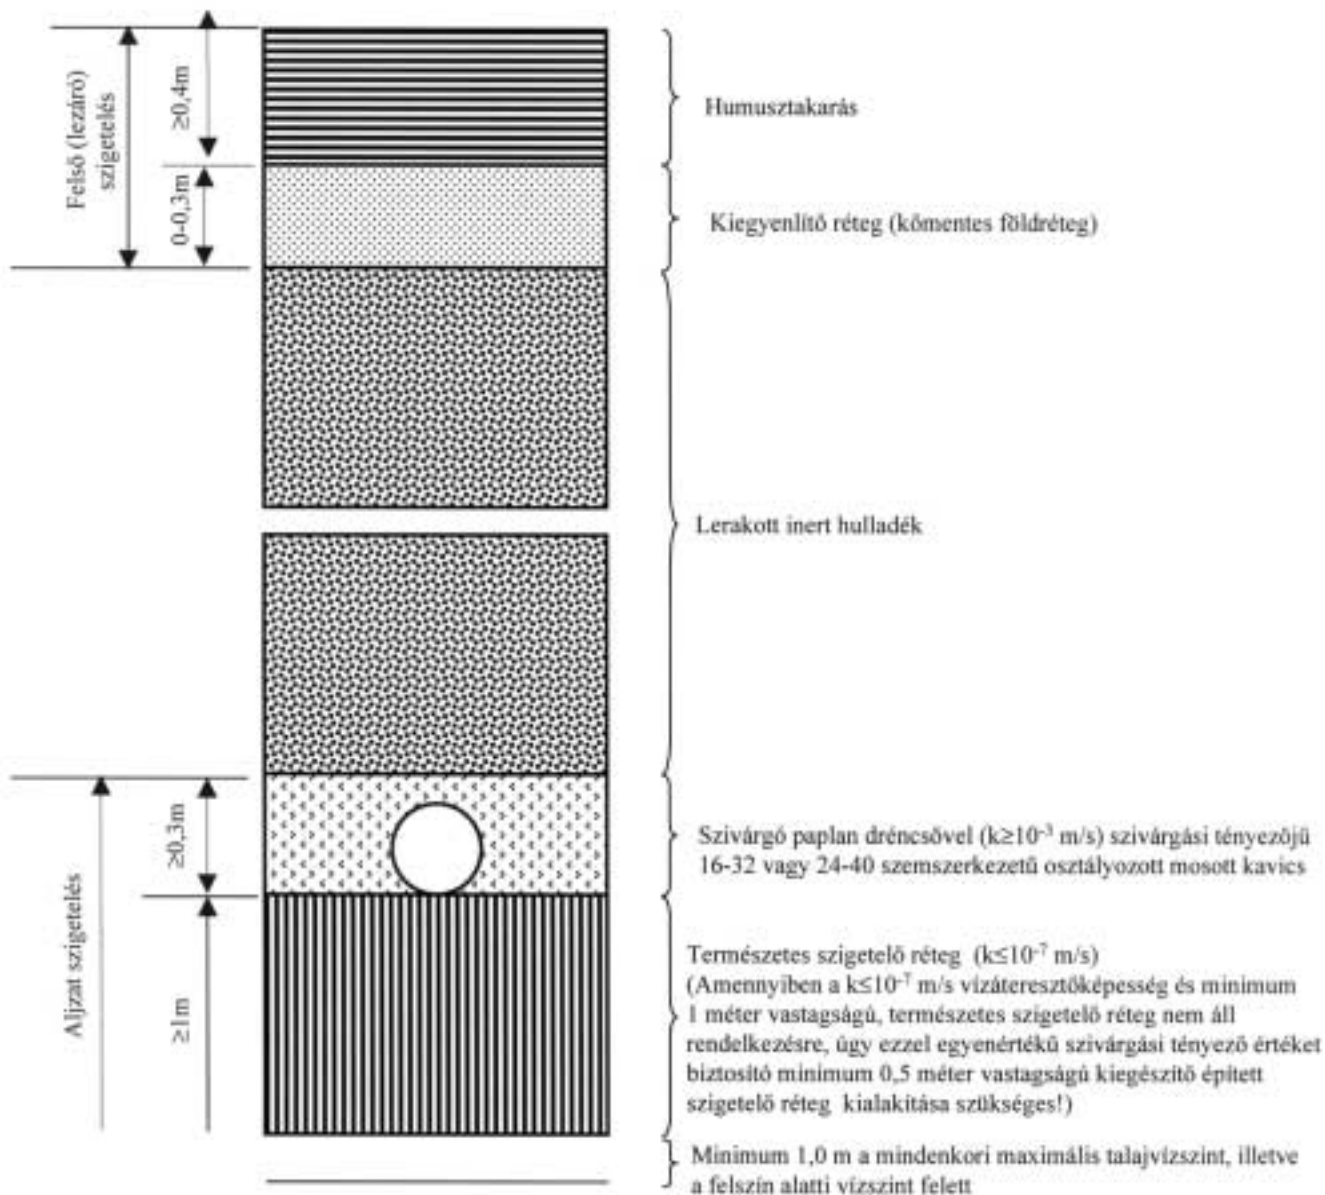 Felső (lezáró)
szigetelés
≥0,4m
0-0,3m
Humusztakarás
Kiegyenlítő réteg (kőmentes földréteg)
Lerakott inert hulladék
Aljzat szigetelés
≥0,3m
≥1m
Szivárgó paplan dréncsővel (k≥10⁻³ m/s) szivárgási tényezőjű
16-32 vagy 24-40 szemszerkezetű osztályozott mosott kavics
Természetes szigetelő réteg (k≤10⁻⁷ m/s)
(Amennyiben a k≤10⁻⁷ m/s vízáteresztőképesség és minimum
1 méter vastagságú, természetes szigetelő réteg nem áll
rendelkezésre, úgy ezzel egyenértékű szivárgási tényező értéket
biztosító minimum 0,5 méter vastagságú kiegészítő épített
szigetelő réteg kialakítása szükséges!)
Minimum 1,0 m a mindenkori maximális talajvízszint, illetve
a felszín alatti vízszint felett